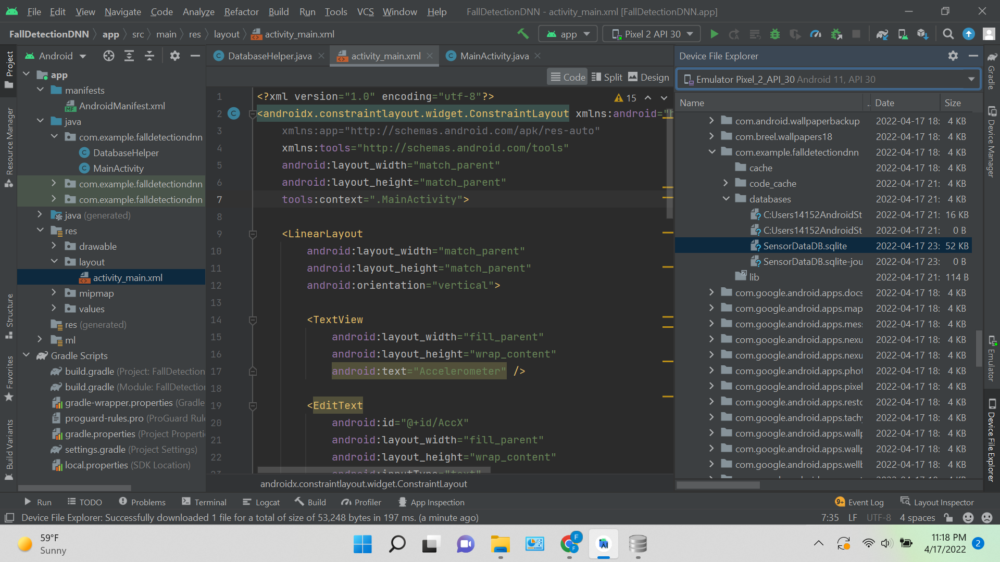 File Edit View Navigate Code Analyze Refactor Build Run Tools VCS Window Help FallDetectionDNN - activity_main.xml [FallDetectionDNN.app]
FallDetectionDNN app src main res layout activity_main.xml app Pixel 2 API 30
Project
Resource Manager
Structure
Favorites
Build Variants
Android
app
manifests
AndroidManifest.xml
java
com.example.falldetectiondnn
DatabaseHelper
MainActivity
com.example.falldetectiondnn
com.example.falldetectiondnn
java (generated)
res
drawable
layout
activity_main.xml
mipmap
values
res (generated)
ml
Gradle Scripts
build.gradle (Project: FallDetection
build.gradle (Module: FallDetectio
gradle-wrapper.properties (Gradle
proguard-rules.pro (ProGuard Rul
gradle.properties (Project Properti
settings.gradle (Project Settings)
local.properties (SDK Location)
DatabaseHelper.java activity_main.xml MainActivity.java
Code Split Design
15
1 <?xml version="1.0" encoding="utf-8"?>
2 <androidx.constraintlayout.widget.ConstraintLayout xmlns:android="h
3 xmlns:app="http://schemas.android.com/apk/res-auto"
4 xmlns:tools="http://schemas.android.com/tools"
5 android:layout_width="match_parent"
6 android:layout_height="match_parent"
7 tools:context=".MainActivity">
8
9 <LinearLayout
10 android:layout_width="match_parent"
11 android:layout_height="match_parent"
12 android:orientation="vertical">
13
14 <TextView
15 android:layout_width="fill_parent"
16 android:layout_height="wrap_content"
17 android:text="Accelerometer" />
18
19 <EditText
20 android:id="@+id/AccX"
21 android:layout_width="fill_parent"
22 android:layout_height="wrap_content"
23 android:inputType="text"
androidx.constraintlayout.widget.ConstraintLayout
Device File Explorer
Emulator Pixel_2_API_30 Android 11, API 30
Name .. Date Size
com.android.wallpaperbackup 2022-04-17 18: 4 KB
com.breel.wallpapers18 2022-04-17 18: 4 KB
com.example.falldetectiondnn 2022-04-17 18: 4 KB
cache 2022-04-17 18: 4 KB
code_cache 2022-04-17 21: 4 KB
databases 2022-04-17 21: 4 KB
C:Users14152AndroidSt 2022-04-17 21: 16 KB
C:Users14152AndroidSt 2022-04-17 21: 0 B
SensorDataDB.sqlite 2022-04-17 23: 52 KB
SensorDataDB.sqlite-jou 2022-04-17 23: 0 B
lib 2022-04-17 21: 114 B
com.google.android.apps.docs 2022-04-17 18: 4 KB
com.google.android.apps.map 2022-04-17 18: 4 KB
com.google.android.apps.mess 2022-04-17 18: 4 KB
com.google.android.apps.nexu 2022-04-17 18: 4 KB
com.google.android.apps.nexu 2022-04-17 18: 4 KB
com.google.android.apps.phot 2022-04-17 18: 4 KB
com.google.android.apps.pixel 2022-04-17 18: 4 KB
com.google.android.apps.resto 2022-04-17 18: 4 KB
com.google.android.apps.tachy 2022-04-17 18: 4 KB
com.google.android.apps.wallp 2022-04-17 18: 4 KB
com.google.android.apps.wallp 2022-04-17 18: 4 KB
com.google.android.apps.wellb 2022-04-17 18: 4 KB
Gradle
Device Manager
Emulator
Device File Explorer
Run TODO Problems Terminal Logcat Build Profiler App Inspection 9+ Event Log Layout Inspector
Device File Explorer: Successfully downloaded 1 file for a total of size of 53,248 bytes in 197 ms. (a minute ago) 7:35 LF UTF-8 4 spaces
59°F
Sunny
11:18 PM
4/17/2022
2